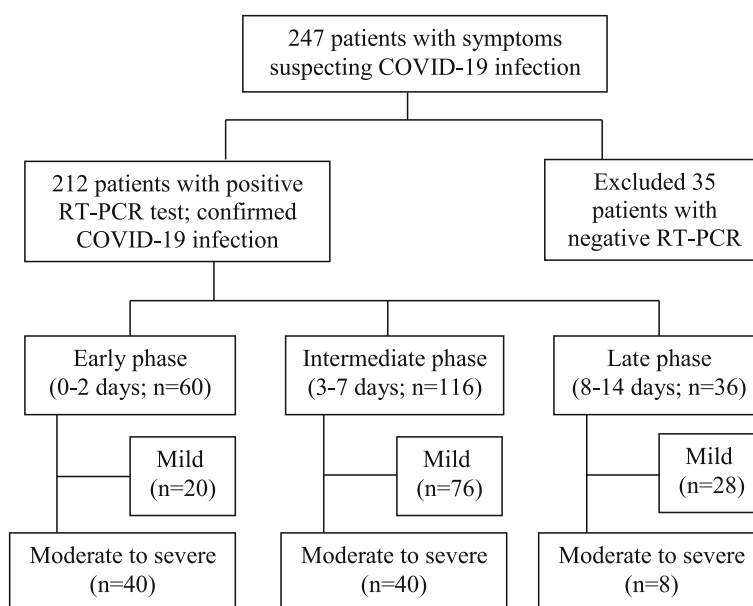 247 patients with symptoms
suspecting COVID-19 infection
212 patients with positive
RT-PCR test; confirmed
COVID-19 infection
Excluded 35
patients with
negative RT-PCR
Early phase
(0-2 days; n=60)
Intermediate phase
(3-7 days; n=116)
Late phase
(8-14 days; n=36)
Mild
(n=20)
Mild
(n=76)
Mild
(n=28)
Moderate to severe
(n=40)
Moderate to severe
(n=40)
Moderate to severe
(n=8)